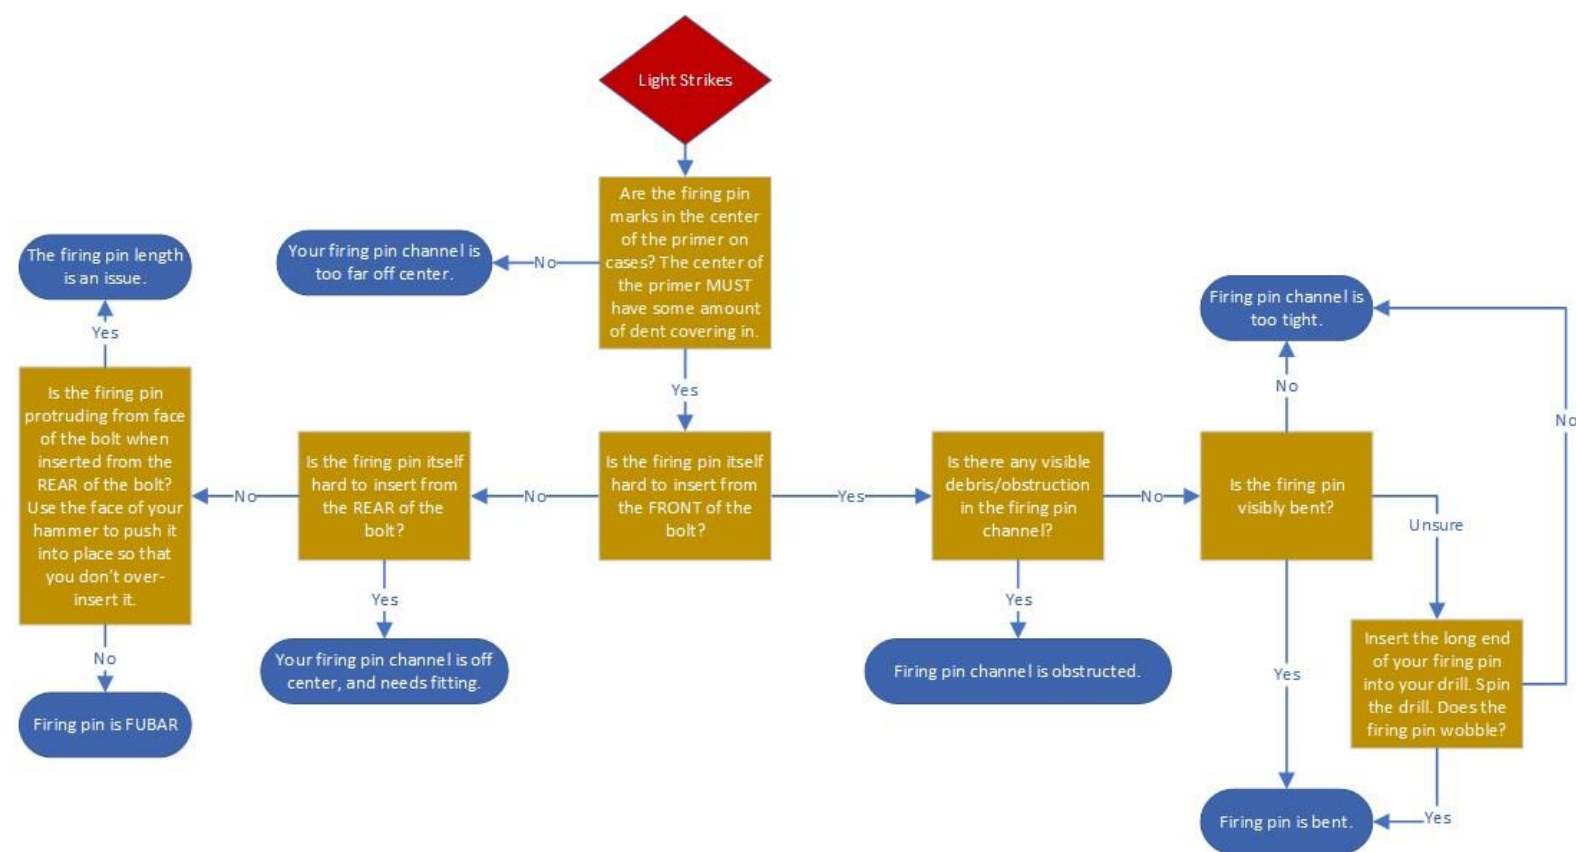 Light Strikes
Are the firing pin
marks in the center
of the primer on
cases? The center of
the primer MUST
have some amount
of dent covering in.
No
Your firing pin channel is
too far off center.
Yes
Is the firing pin itself
hard to insert from
the FRONT of the
bolt?
No
Is the firing pin itself
hard to insert from
the REAR of the
bolt?
Yes
Your firing pin channel is off
center, and needs fitting.
No
Is the firing pin
protruding from face
of the bolt when
inserted from the
REAR of the bolt?
Use the face of your
hammer to push it
into place so that
you don't over-
insert it.
Yes
The firing pin length
is an issue.
No
Firing pin is FUBAR
Yes
Is there any visible
debris/obstruction
in the firing pin
channel?
Yes
Firing pin channel is obstructed.
No
Is the firing pin
visibly bent?
No
Firing pin channel is
too tight.
Unsure
Insert the long end
of your firing pin
into your drill. Spin
the drill. Does the
firing pin wobble?
No
Yes
Yes
Firing pin is bent.